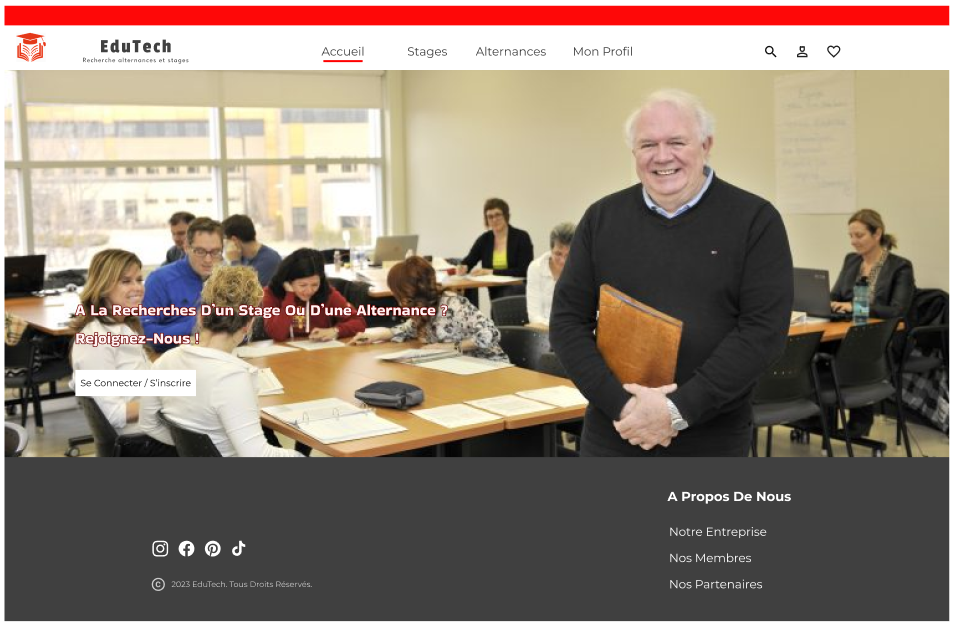 EduTech
Recherche alternances et stages
Accueil Stages Alternances Mon Profil
A La Recherches D'un Stage Ou D'une Alternance ?
Rejoignez-Nous !
Se Connecter / S'inscrire
A Propos De Nous
Notre Entreprise
Nos Membres
Nos Partenaires
© 2023 EduTech. Tous Droits Réservés.